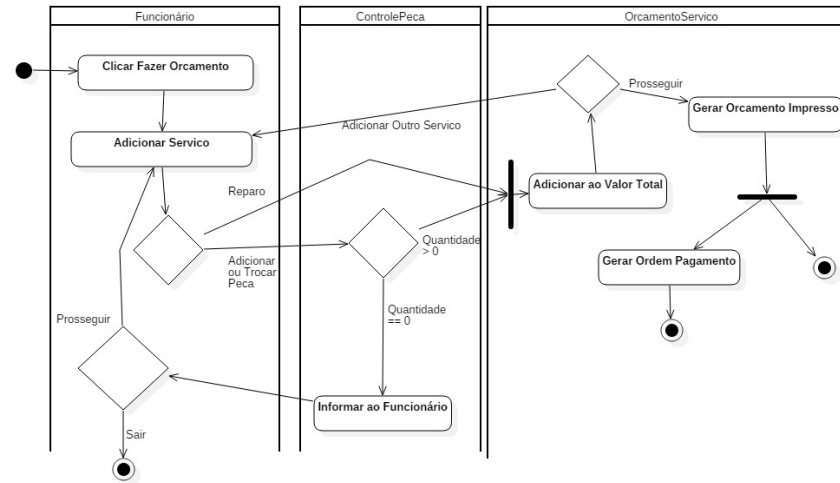 Funcionário
ControlePeca
OrcamentoServico
Clicar Fazer Orcamento
Prosseguir
Gerar Orcamento Impresso
Adicionar Outro Servico
Adicionar Servico
Reparo
Adicionar ao Valor Total
Adicionar
ou Trocar
Peca
Quantidade
> 0
Gerar Ordem Pagamento
Quantidade
== 0
Prosseguir
Informar ao Funcionário
Sair